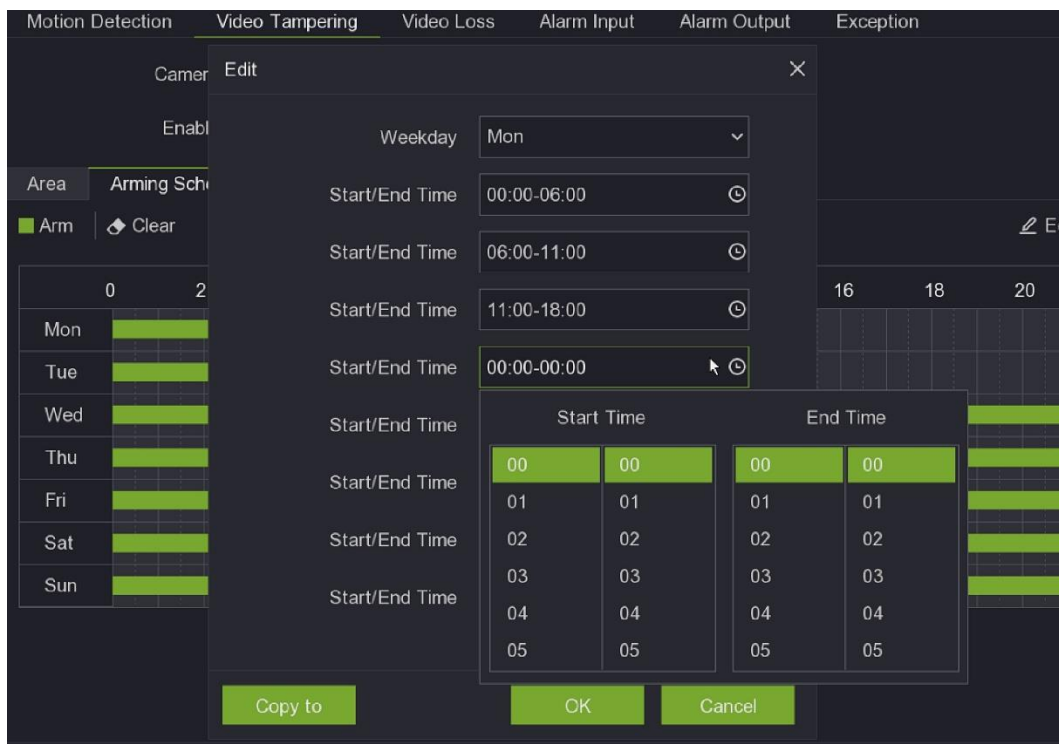 Motion Detection Video Tampering Video Loss Alarm Input Alarm Output Exception
Camer
Edit
Enabl
Weekday Mon
Area Arming Sch
Start/End Time 00:00-06:00
Arm Clear
Start/End Time 06:00-11:00
0 2 16 18 20
Start/End Time 11:00-18:00
Mon
Start/End Time 00:00-00:00
Tue
Wed
Start/End Time
Thu
Start/End Time
Fri
Start/End Time
Sat
Start/End Time
Sun
Start Time End Time
00 00 00 00
01 01 01 01
02 02 02 02
03 03 03 03
04 04 04 04
05 05 05 05
Copy to OK Cancel